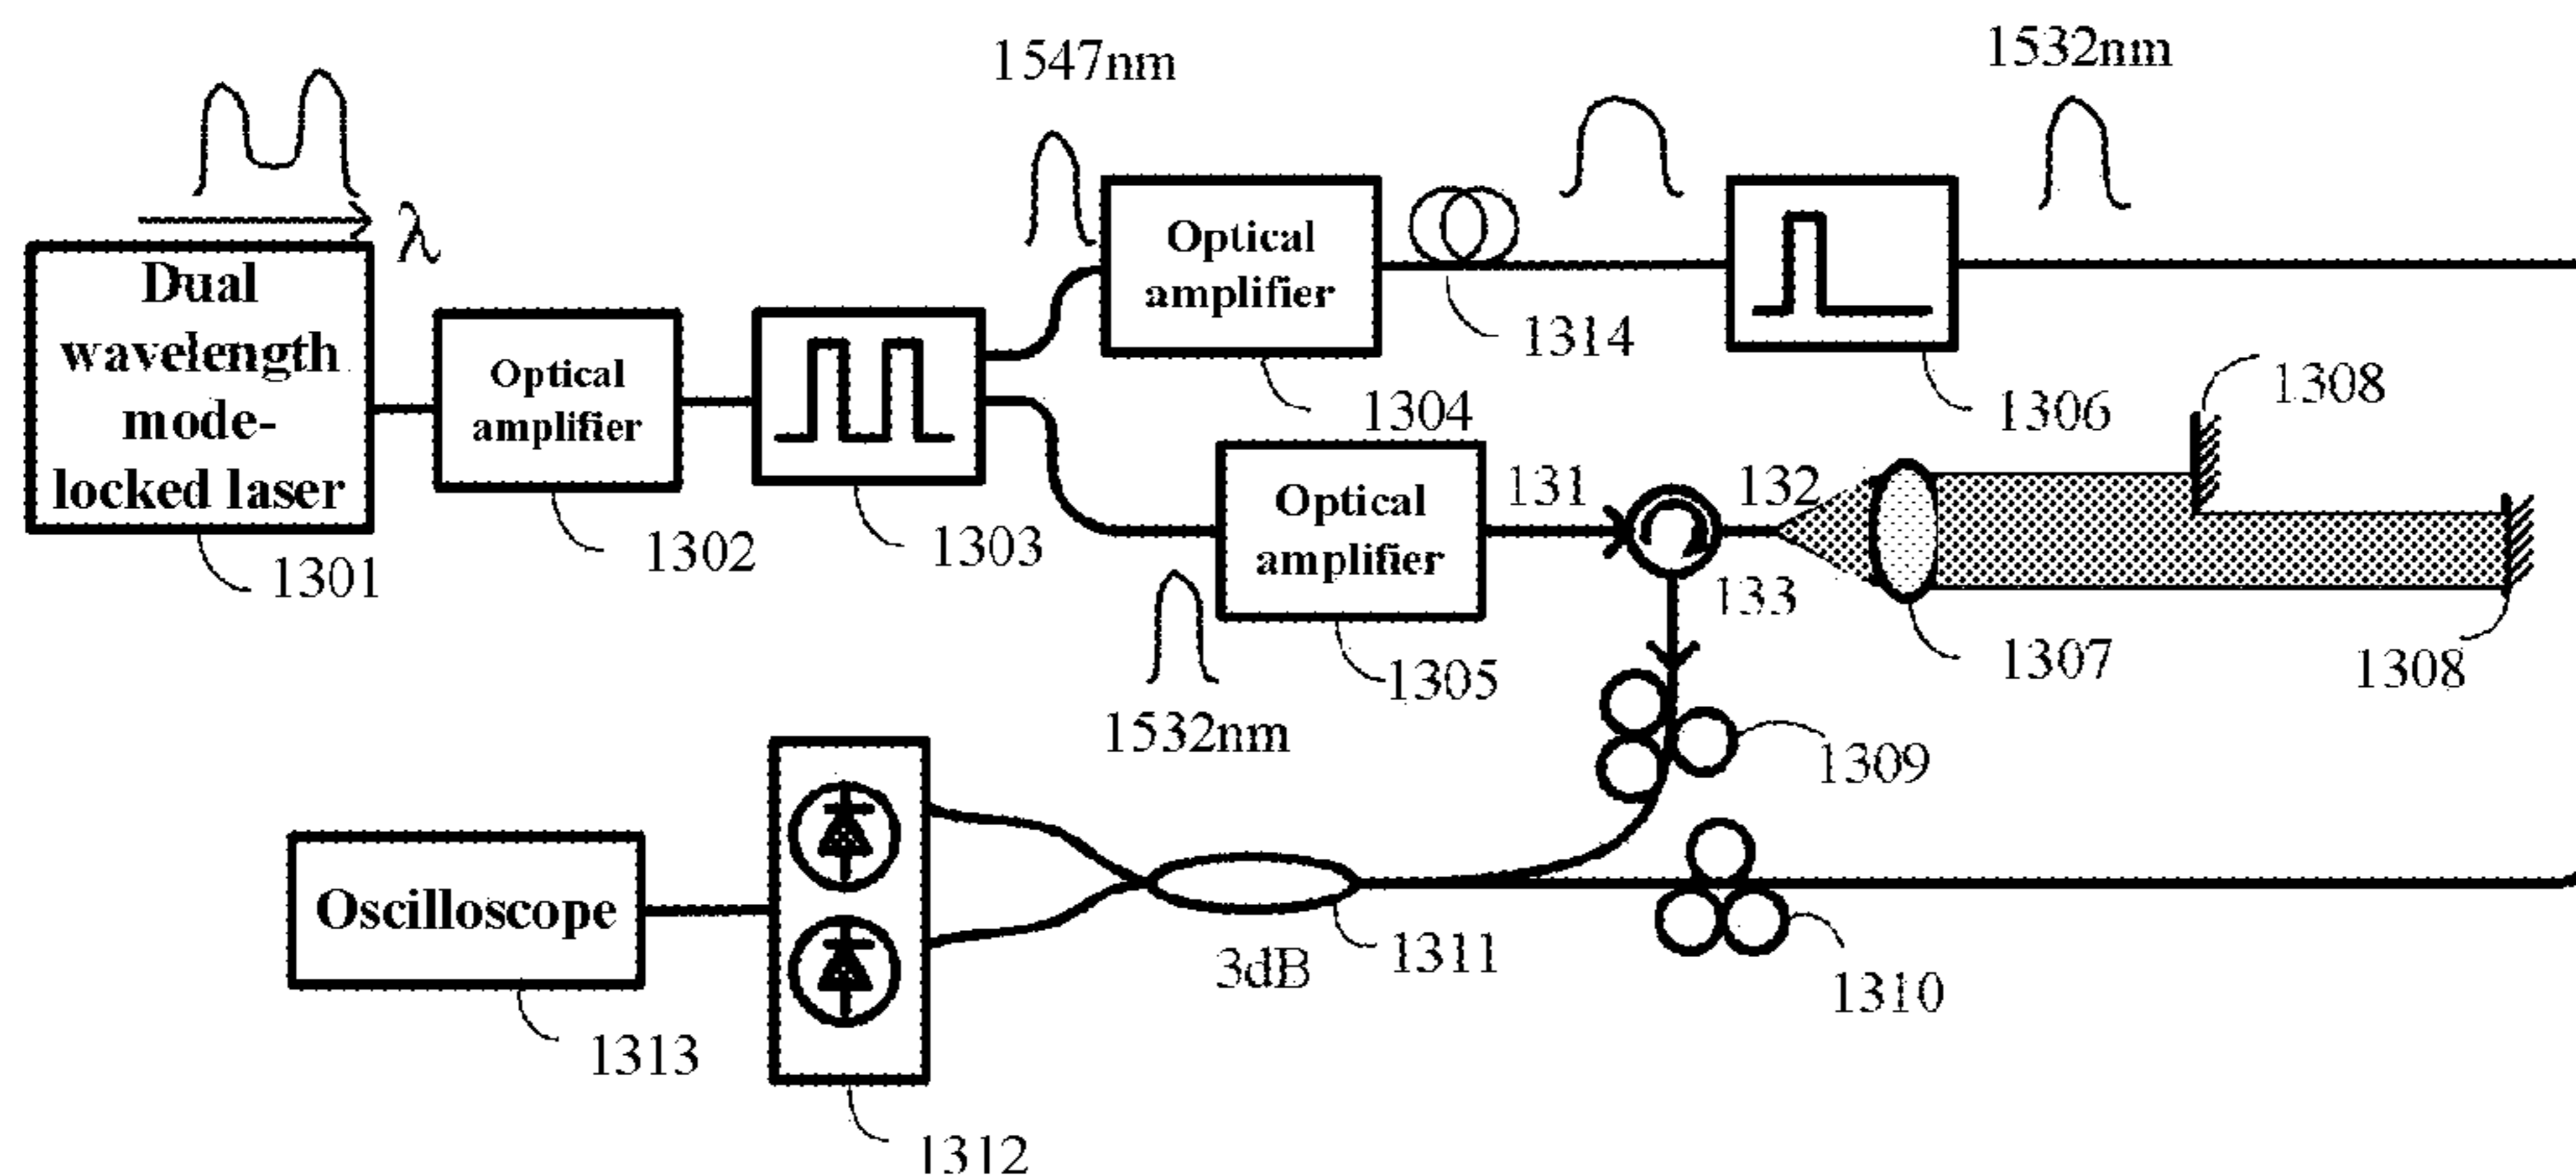 1547nm
1532nm
λ
Dual
wavelength
mode-
locked laser
Optical
amplifier
Optical
amplifier
1314
1308
1304
1306
Optical
amplifier
131
132
133
1301
1302
1303
1305
1307
1308
1532nm
1309
Oscilloscope
3dB
1311
1310
1313
1312